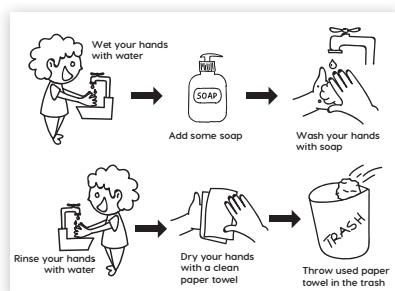 Wet your hands
with water
SOAP
Add some soap
Wash your hands
with soap
Rinse your hands
with water
Dry your hands
with a clean
paper towel
TRASH
Throw used paper
towel in the trash